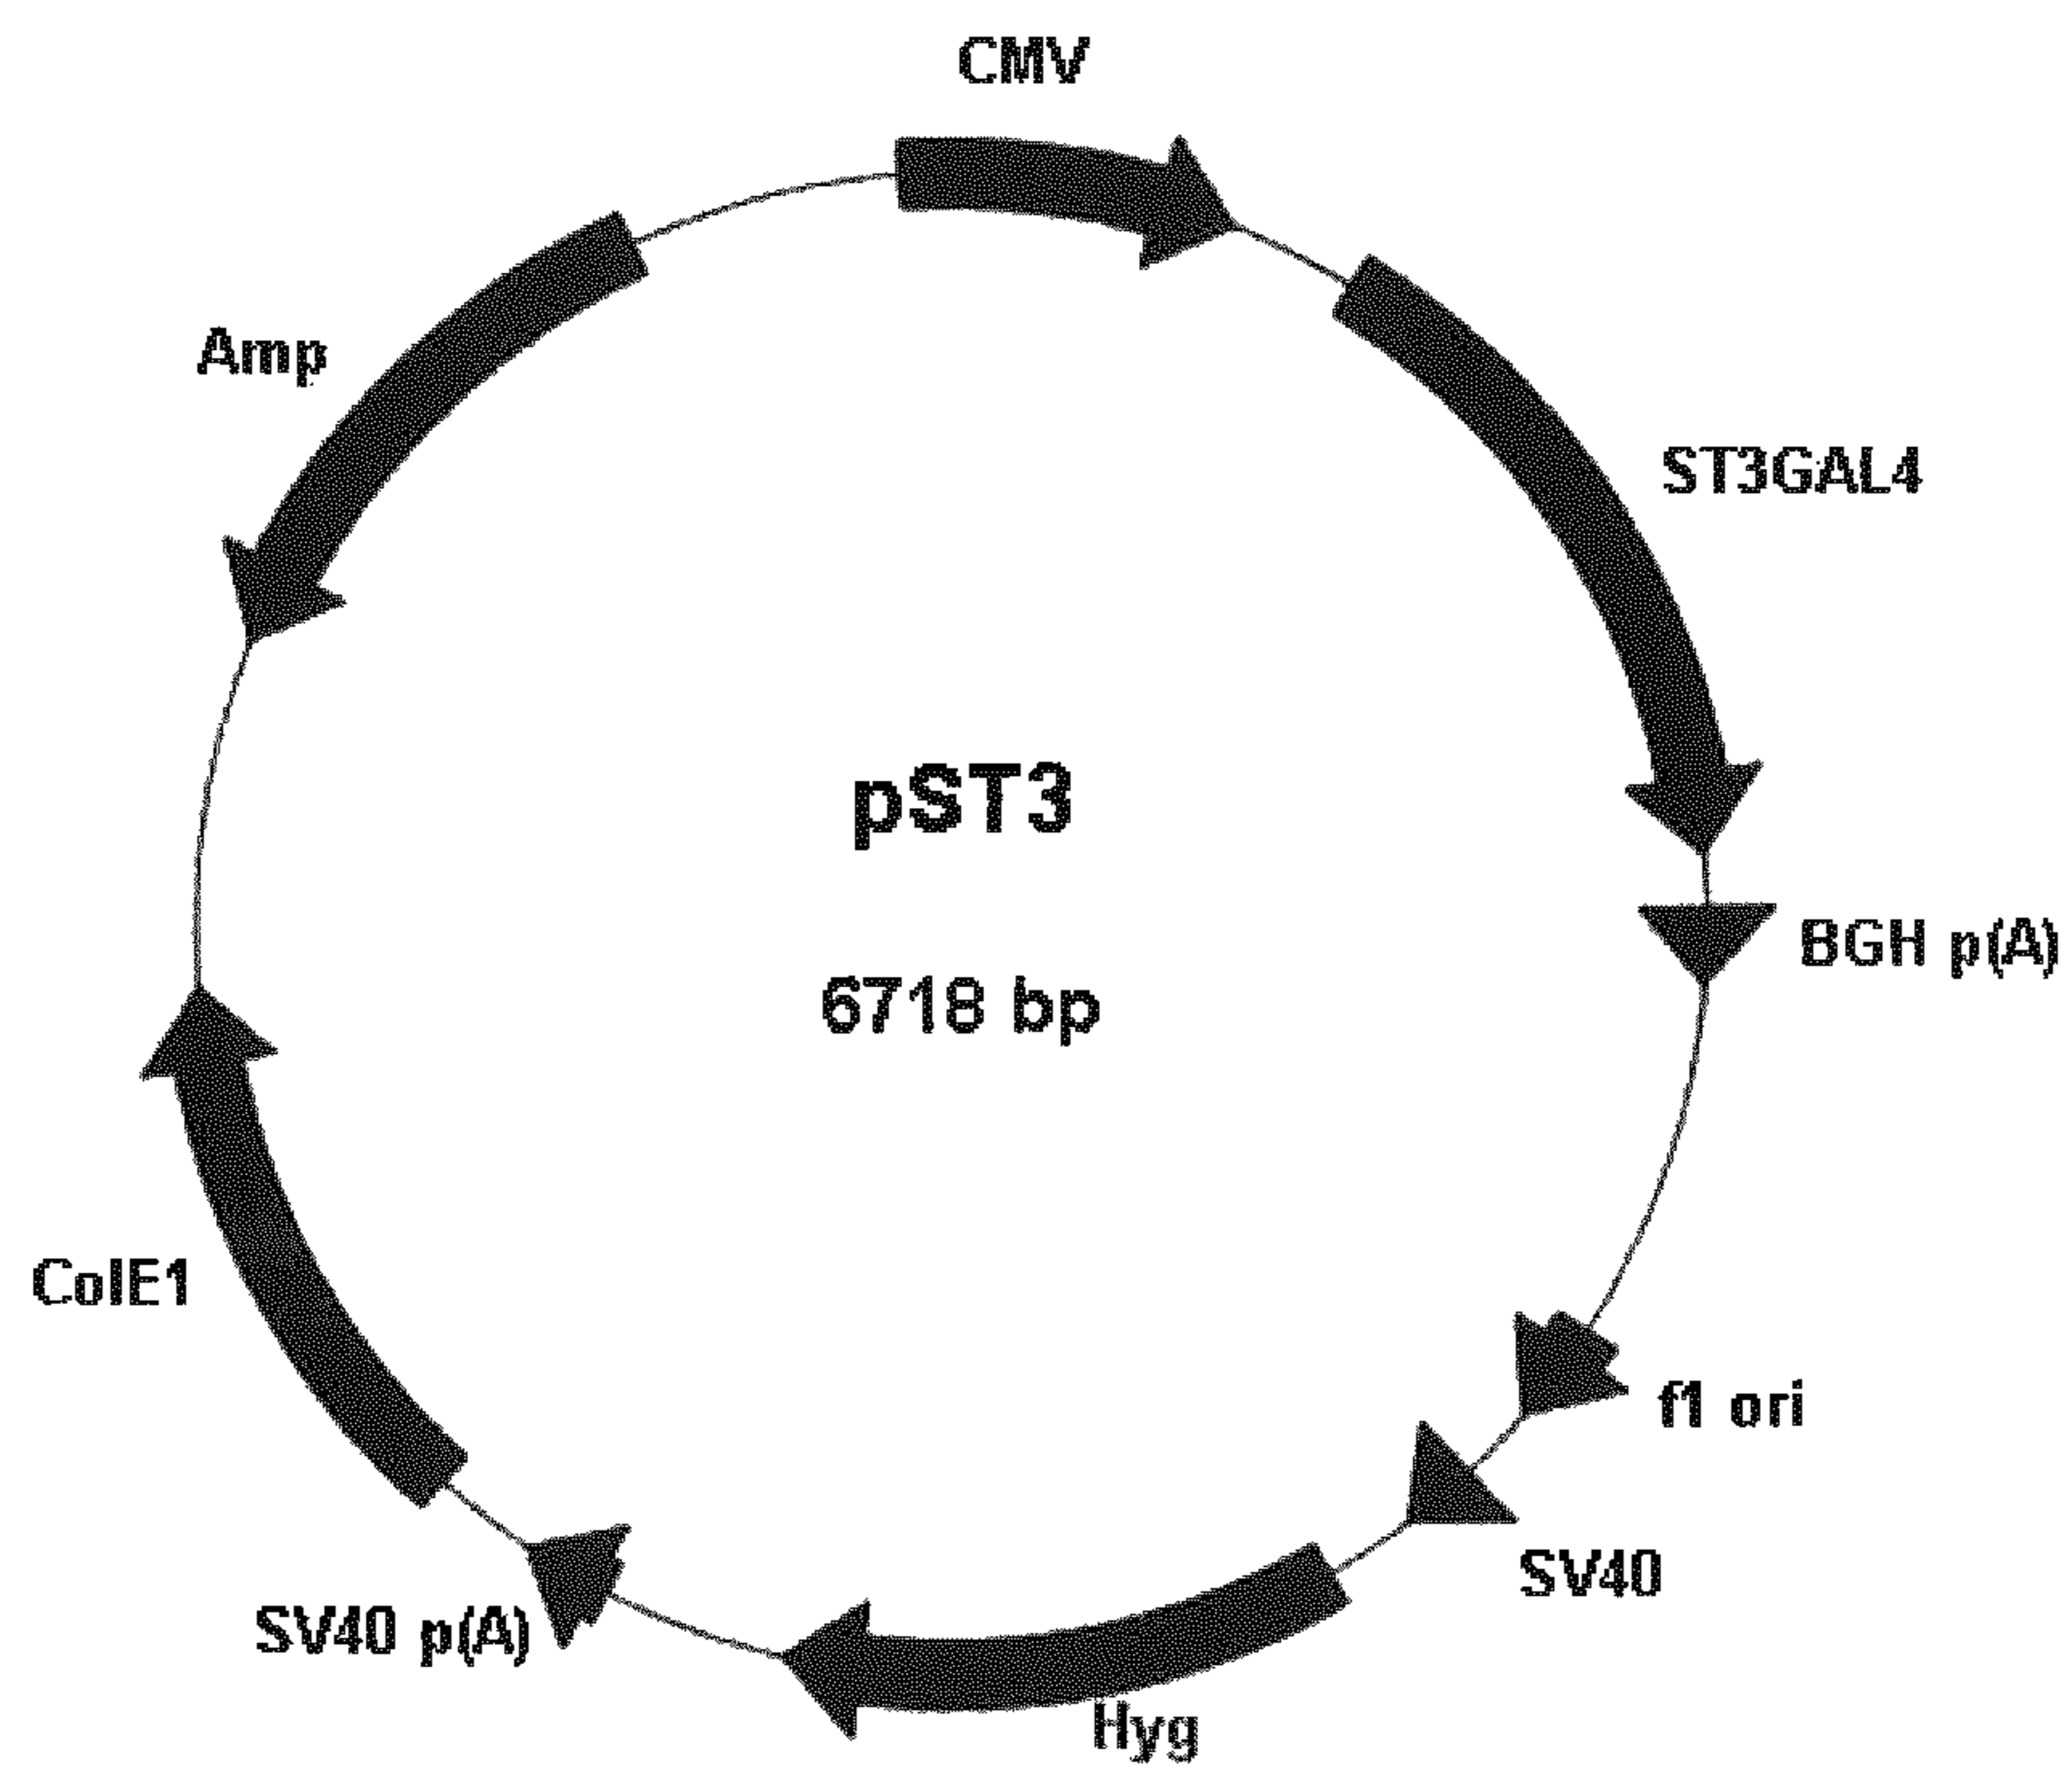 CMV
Amp
ST3GAL4
pST3
BGH p(A)
6718 bp
ColE1
f1 ori
SV40
SV40 p(A)
Hyg